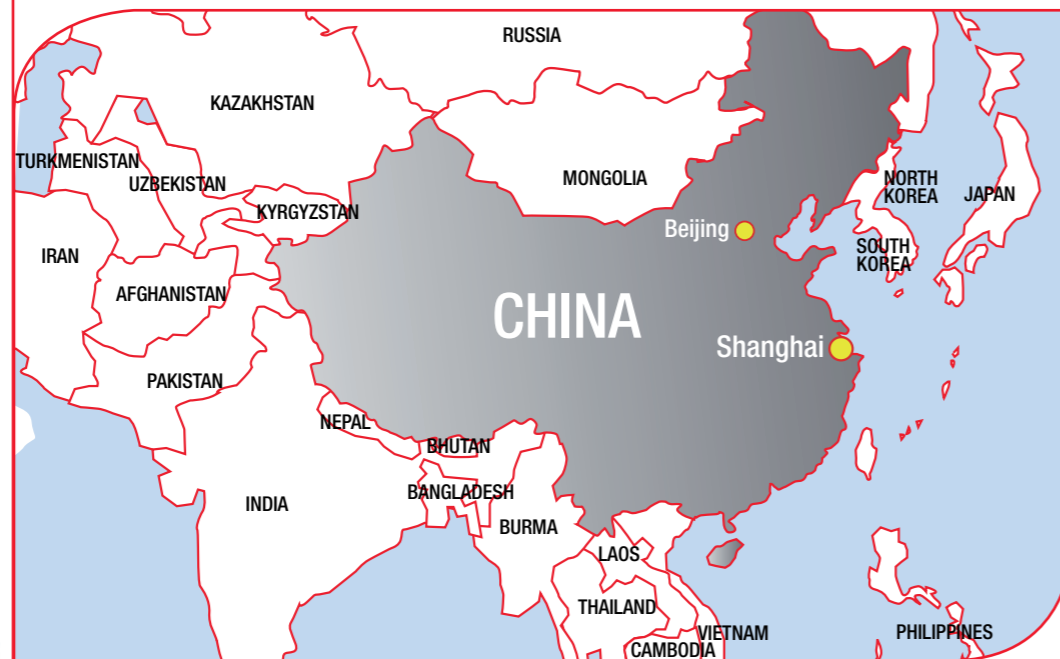 RUSSIA
KAZAKHSTAN
TURKMENISTAN
UZBEKISTAN
MONGOLIA
NORTH
KOREA
JAPAN
KYRGYZSTAN
Beijing
IRAN
SOUTH
KOREA
AFGHANISTAN
CHINA
Shanghai
PAKISTAN
NEPAL
BHUTAN
BANGLADESH
INDIA
BURMA
LAOS
THAILAND
VIETNAM
PHILIPPINES
CAMBODIA